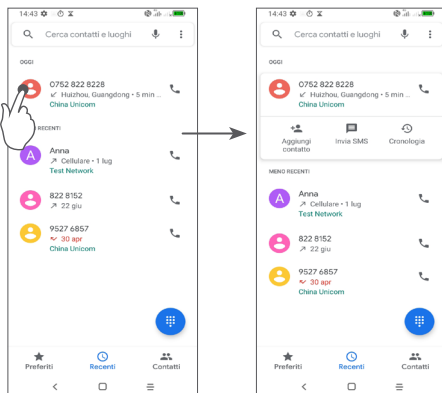 14:43
Cerca contatti e luoghi
OGGI
0752 822 8228
Huizhou, Guangdong • 5 min ...
China Unicom
RECENTI
A
Anna
Cellulare • 1 lug
Test Network
822 8152
22 giu
9527 6857
30 apr
China Unicom
Preferiti
Recenti
Contatti
14:43
Cerca contatti e luoghi
OGGI
0752 822 8228
Huizhou, Guangdong • 5 min ...
China Unicom
Aggiungi
contatto
Invia SMS
Cronologia
MENO RECENTI
A
Anna
Cellulare • 1 lug
Test Network
822 8152
22 giu
9527 6857
30 apr
China Unicom
Preferiti
Recenti
Contatti